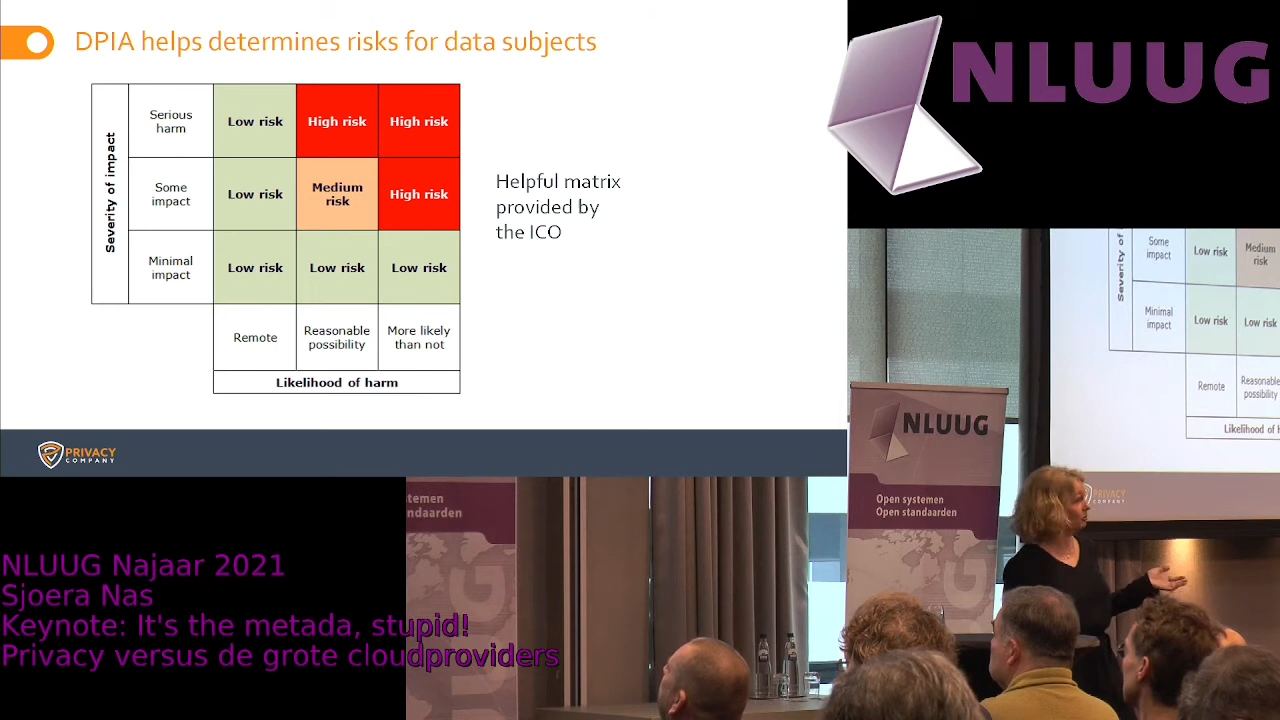 DPIA helps determines risks for data subjects
Severity of impact
Serious
harm
Low risk
High risk
High risk
Some
impact
Low risk
Medium
risk
High risk
Minimal
impact
Low risk
Low risk
Low risk
Remote
Reasonable
possibility
More likely
than not
Likelihood of harm
Helpful matrix
provided by
the ICO
PRIVACY
COMPANY
NLUUG
Severity of
Some
impact
Low risk
Medium
risk
Minimal
impact
Low risk
Low risk
Remote
Reasonable
possibility
Likelihood of h
PRIVACY
COMPANY
NLUUG
Open systemen
Open standaarden
temen
ndaarden
UG
NLUUG Najaar 2021
Sjoera Nas
Keynote: It's the metada, stupid!
Privacy versus de grote cloudproviders